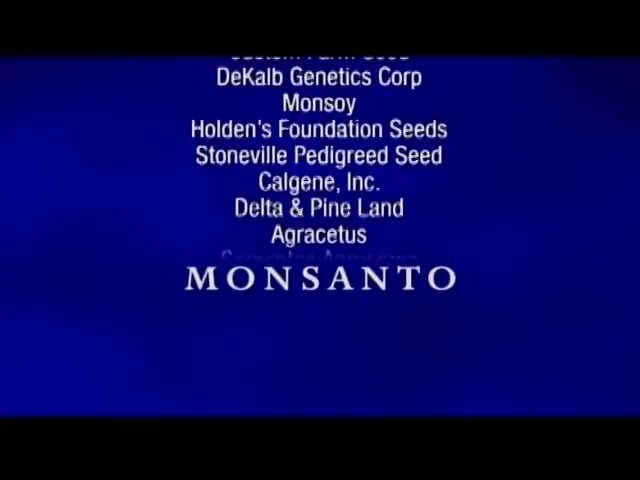 DeKalb Genetics Corp
Monsoy
Holden's Foundation Seeds
Stoneville Pedigreed Seed
Calgene, Inc.
Delta & Pine Land
Agracetus
MONSANTO